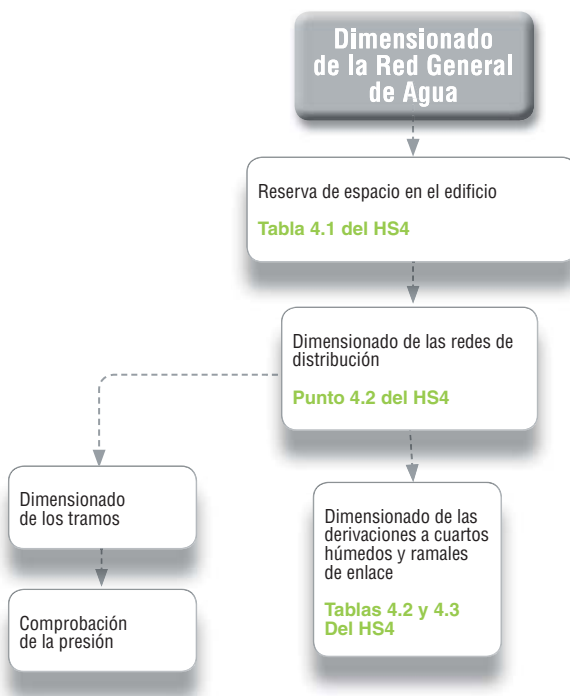 Dimensionado
de la Red General
de Agua
Reserva de espacio en el edificio
Tabla 4.1 del HS4
Dimensionado de las redes de
distribución
Punto 4.2 del HS4
Dimensionado
de los tramos
Comprobación
de la presión
Dimensionado de las
derivaciones a cuartos
húmedos y ramales
de enlace
Tablas 4.2 y 4.3
Del HS4